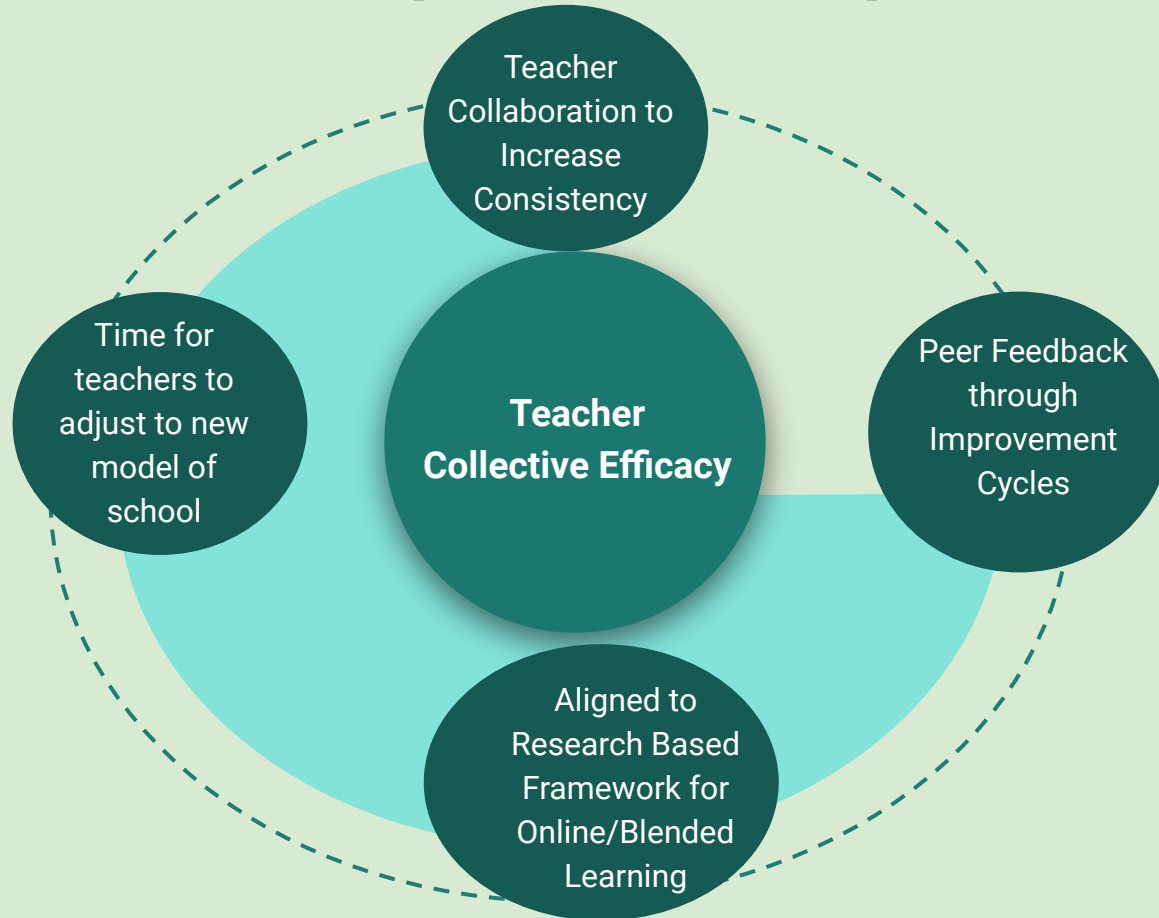 Teacher
Collaboration to
Increase
Consistency
Time for
teachers to
adjust to new
model of
school
Teacher
Collective Efficacy
Peer Feedback
through
Improvement
Cycles
Aligned to
Research Based
Framework for
Online/Blended
Learning